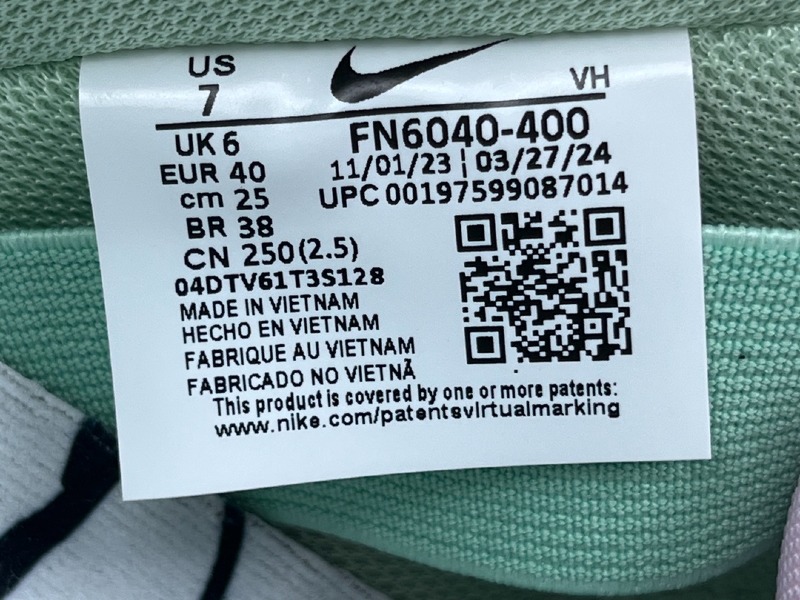 US
7
VH
UK 6
EUR 40
cm 25
BR 38
CN 250(2.5)
FN6040-400
11/01/23 | 03/27/24
UPC 00197599087014
04DTV61T3S128
MADE IN VIETNAM
HECHO EN VIETNAM
FABRIQUE AU VIETNAM
FABRICADO NO VIETNÃ
This product is covered by one or more patents:
www.nike.com/patentsvirtualmarking